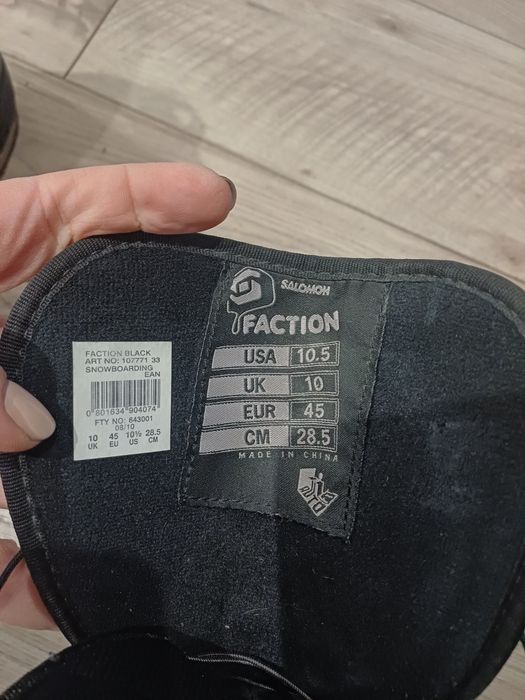 FACTION BLACK
ART NO: 107771 33
SNOWBOARDING
EAN
0 801634 904074
FTY NO: 643001
08/10
10 45 10½ 28.5
UK EU US CM
SALOMON
FACTION
USA 10.5
UK 10
EUR 45
CM 28.5
MADE IN CHINA